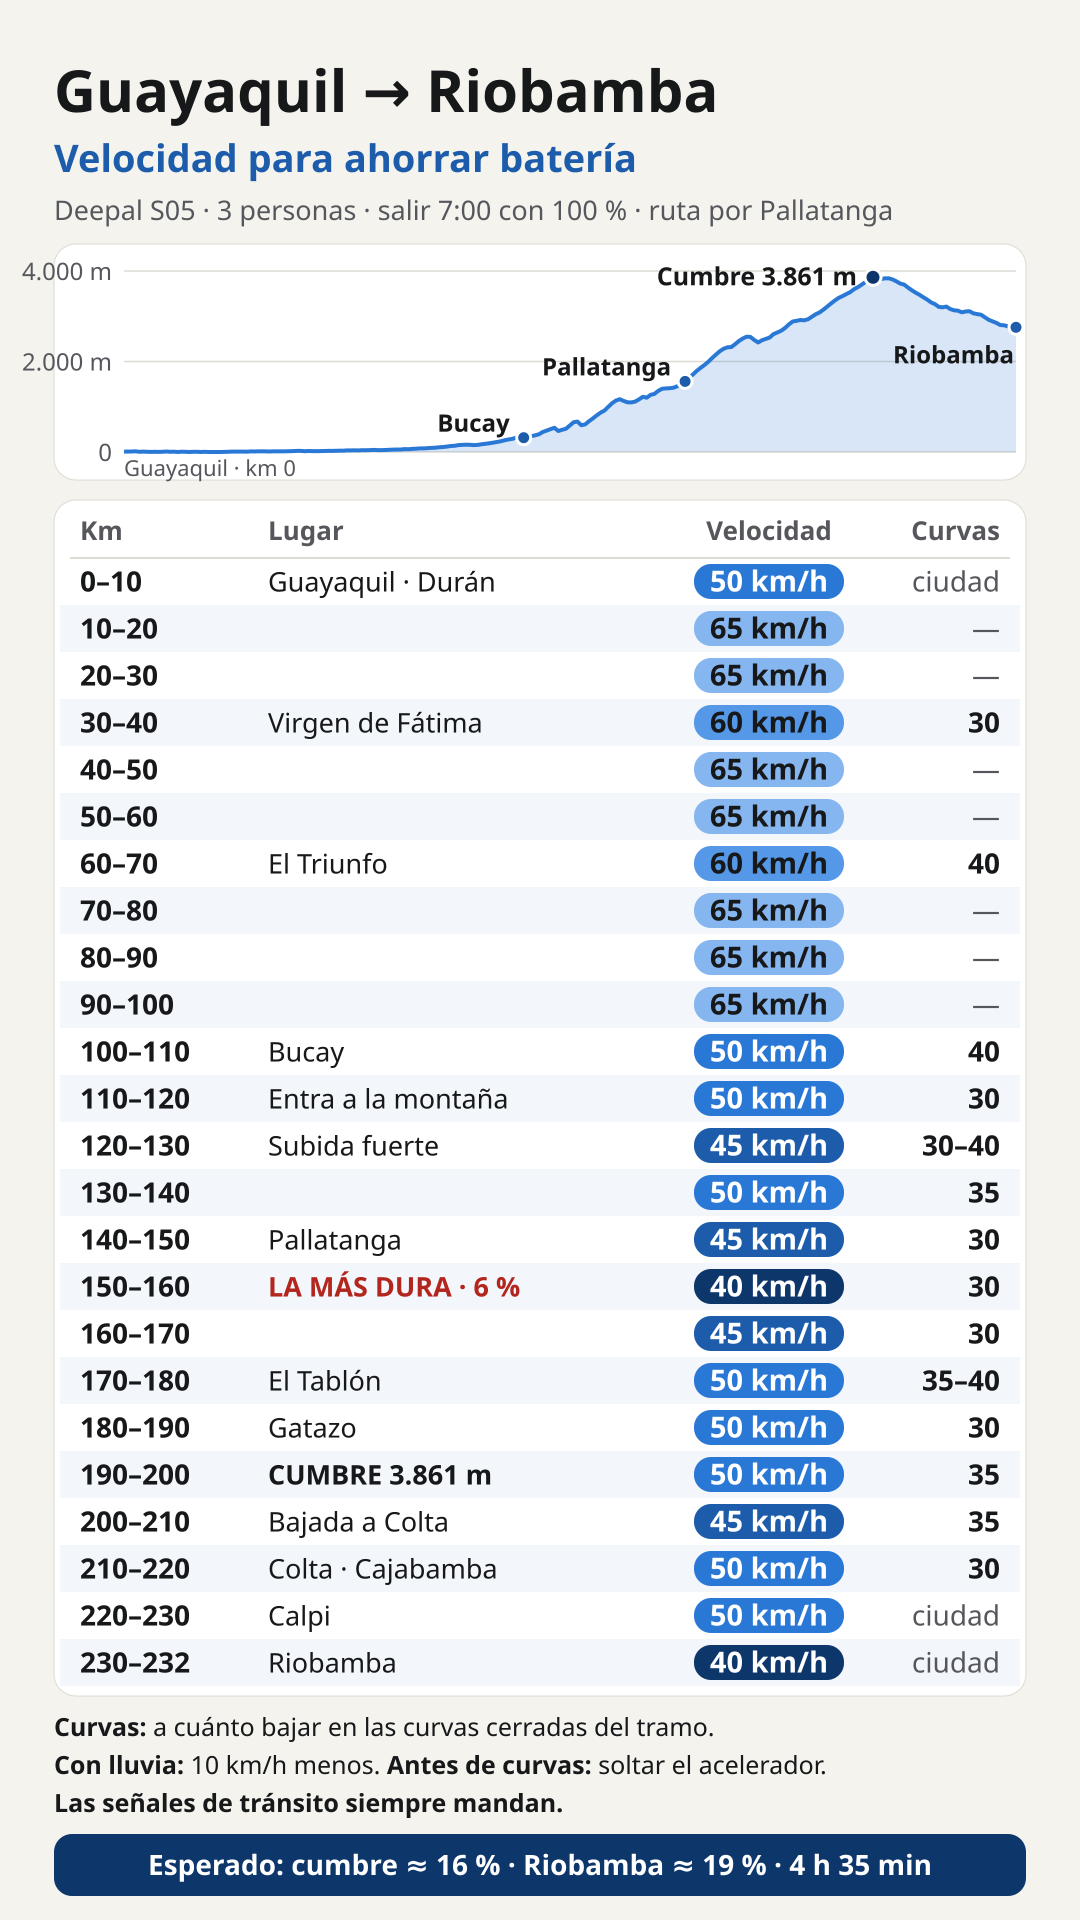 Guayaquil → Riobamba
Velocidad para ahorrar batería
Deepal S05 · 3 personas · salir 7:00 con 100 % · ruta por Pallatanga
4.000 m
Cumbre 3.861 m
Riobamba
2.000 m
Pallatanga
Bucay
0
Guayaquil · km 0
Km Lugar Velocidad Curvas
0–10 Guayaquil · Durán 50 km/h ciudad
10–20 65 km/h —
20–30 65 km/h —
30–40 Virgen de Fátima 60 km/h 30
40–50 65 km/h —
50–60 65 km/h —
60–70 El Triunfo 60 km/h 40
70–80 65 km/h —
80–90 65 km/h —
90–100 65 km/h —
100–110 Bucay 50 km/h 40
110–120 Entra a la montaña 50 km/h 30
120–130 Subida fuerte 45 km/h 30–40
130–140 50 km/h 35
140–150 Pallatanga 45 km/h 30
150–160 LA MÁS DURA · 6 % 40 km/h 30
160–170 45 km/h 30
170–180 El Tablón 50 km/h 35–40
180–190 Gatazo 50 km/h 30
190–200 CUMBRE 3.861 m 50 km/h 35
200–210 Bajada a Colta 45 km/h 35
210–220 Colta · Cajabamba 50 km/h 30
220–230 Calpi 50 km/h ciudad
230–232 Riobamba 40 km/h ciudad
Curvas: a cuánto bajar en las curvas cerradas del tramo.
Con lluvia: 10 km/h menos. Antes de curvas: soltar el acelerador.
Las señales de tránsito siempre mandan.
Esperado: cumbre ≈ 16 % · Riobamba ≈ 19 % · 4 h 35 min